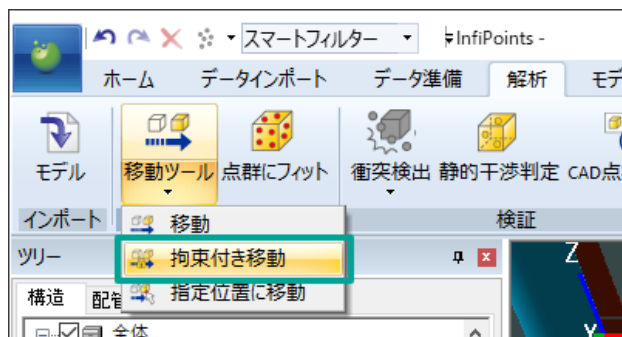 スマートフィルター InfiPoints -
ホーム データインポート データ準備 解析 モデ
モデル 移動ツール 点群にフィット 衝突検出 静的干渉判定 CAD点
インポート 検証
移動
ツリー 拘束付き移動 Z
構造 配管 指定位置に移動
全体 Y